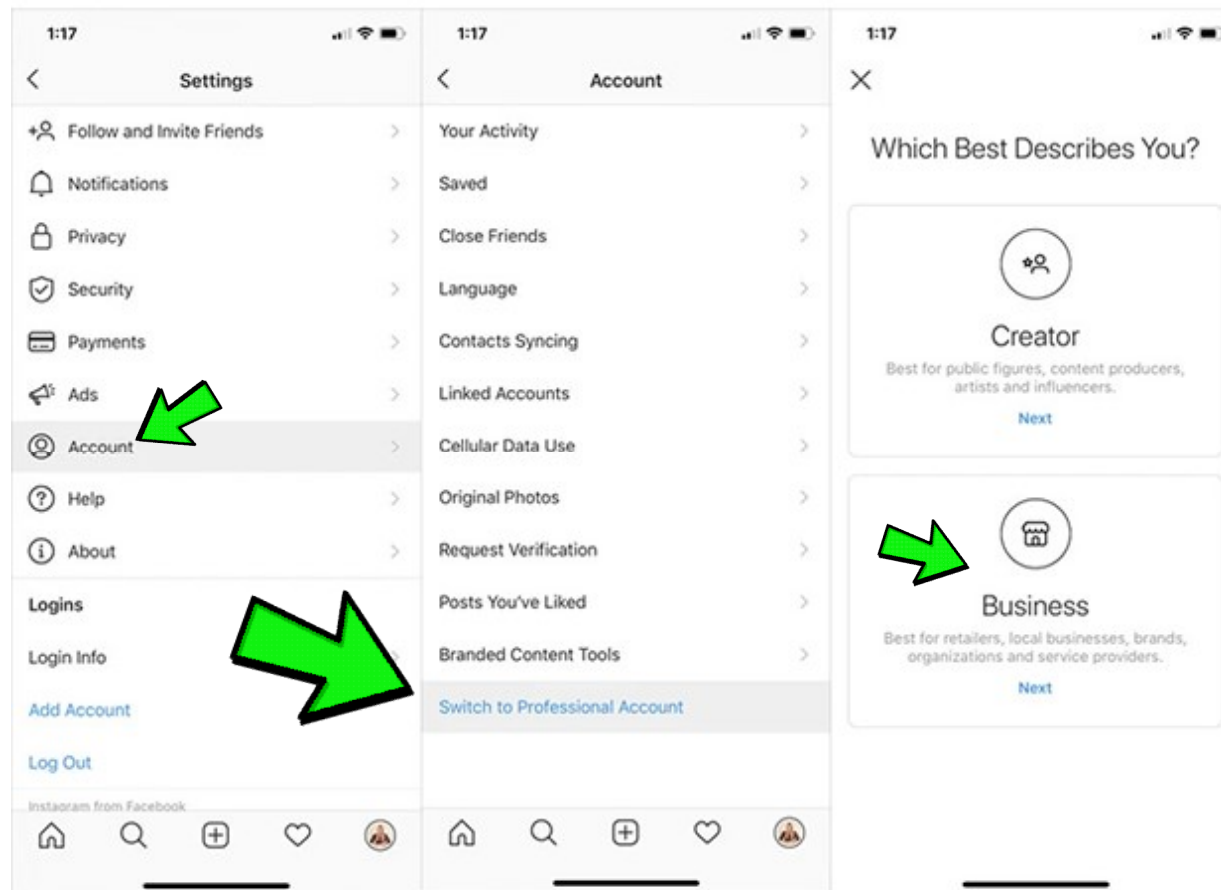 1:17
Settings
Follow and Invite Friends
Notifications
Privacy
Security
Payments
Ads
Account
Help
About
Logins
Login Info
Add Account
Log Out
Instagram from Facebook
1:17
Account
Your Activity
Saved
Close Friends
Language
Contacts Syncing
Linked Accounts
Cellular Data Use
Original Photos
Request Verification
Posts You've Liked
Branded Content Tools
Switch to Professional Account
1:17
Which Best Describes You?
Creator
Best for public figures, content producers,
artists and influencers.
Next
Business
Best for retailers, local businesses, brands,
organizations and service providers.
Next